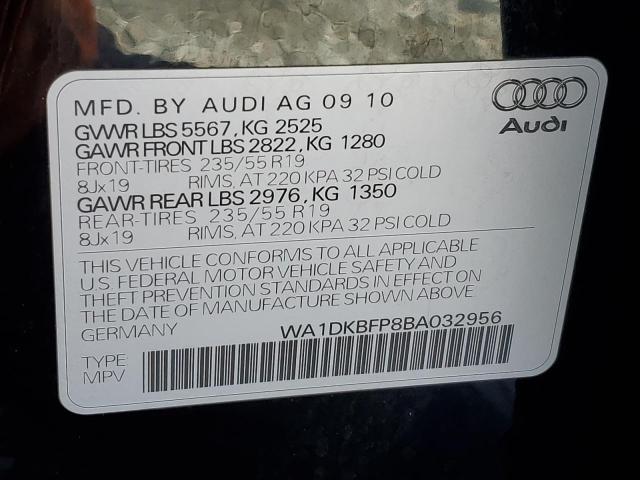 MFD. BY AUDI AG 09 10
Audi
GWWR LBS 5567, KG 2525
GAWR FRONT LBS 2822, KG 1280
FRONT-TIRES 235/55 R19
8Jx19 RIMS, AT 220 KPA 32 PSI COLD
GAWR REAR LBS 2976, KG 1350
REAR-TIRES 235/55 R19
8Jx19 RIMS, AT 220 KPA 32 PSI COLD
THIS VEHICLE CONFORMS TO ALL APPLICABLE
U.S. FEDERAL MOTOR VEHICLE SAFETY AND
THEFT PREVENTION STANDARDS IN EFFECT ON
THE DATE OF MANUFACTURE SHOWN ABOVE.
GERMANY WA1DKBFP8BA032956
TYPE:
MPV